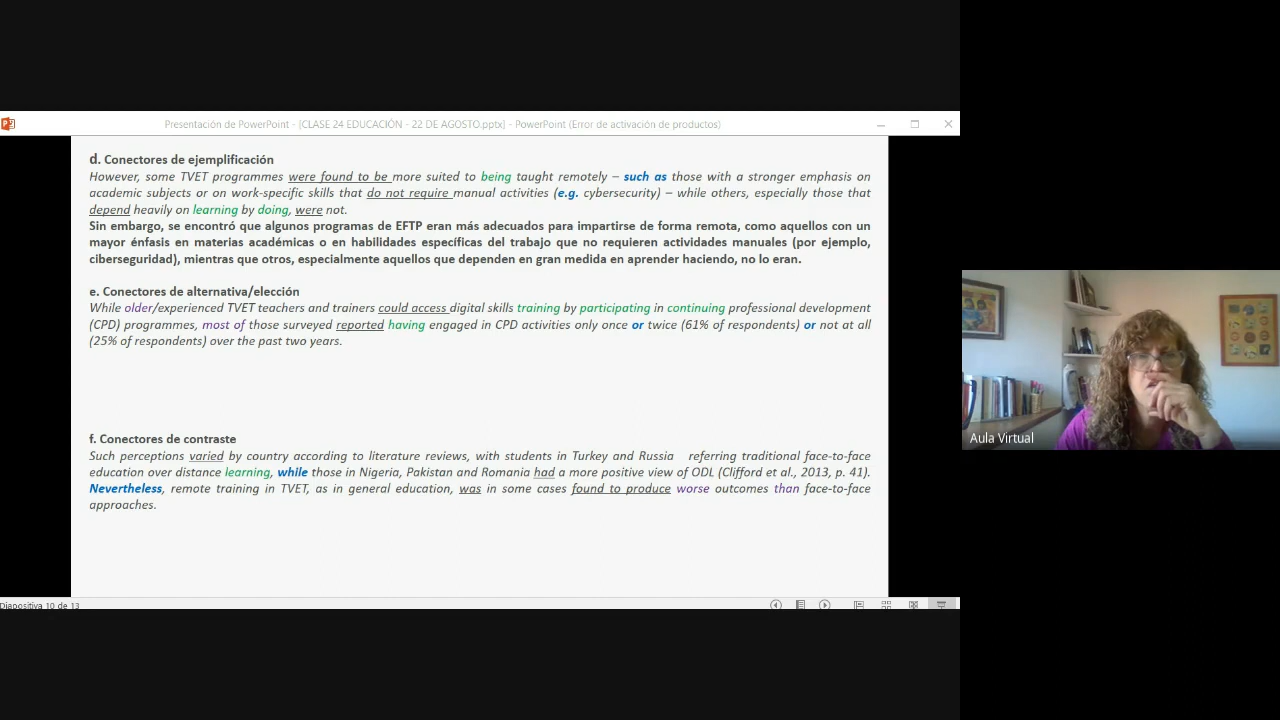 Presentación de PowerPoint - [CLASE 24 EDUCACIÓN - 22 DE AGOSTO.pptx] - PowerPoint (Error de activación de productos)
d. Conectores de ejemplificación
However, some TVET programmes were found to be more suited to being taught remotely – such as those with a stronger emphasis on
academic subjects or on work-specific skills that do not require manual activities (e.g. cybersecurity) – while others, especially those that
depend heavily on learning by doing, were not.
Sin embargo, se encontró que algunos programas de EFTP eran más adecuados para impartirse de forma remota, como aquellos con un
mayor énfasis en materias académicas o en habilidades específicas del trabajo que no requieren actividades manuales (por ejemplo,
ciberseguridad), mientras que otros, especialmente aquellos que dependen en gran medida en aprender haciendo, no lo eran.
e. Conectores de alternativa/elección
While older/experienced TVET teachers and trainers could access digital skills training by participating in continuing professional development
(CPD) programmes, most of those surveyed reported having engaged in CPD activities only once or twice (61% of respondents) or not at all
(25% of respondents) over the past two years.
f. Conectores de contraste
Such perceptions varied by country according to literature reviews, with students in Turkey and Russia referring traditional face-to-face
education over distance learning, while those in Nigeria, Pakistan and Romania had a more positive view of ODL (Clifford et al., 2013, p. 41).
Nevertheless, remote training in TVET, as in general education, was in some cases found to produce worse outcomes than face-to-face
approaches.
Diapositiva 10 de 13
Aula Virtual